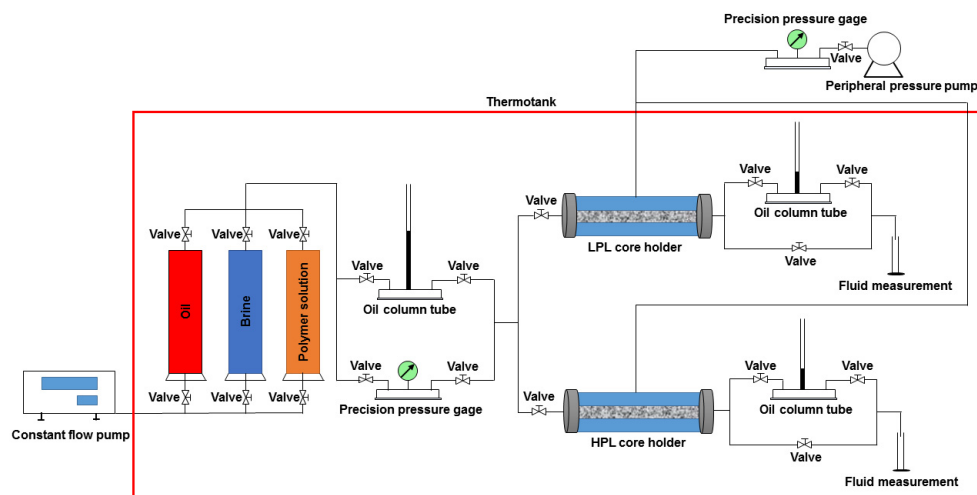 Precision pressure gage
Valve
Peripheral pressure pump
Thermotank
Valve
Valve
Valve
Oil column tube
LPL core holder
Valve
Fluid measurement
Valve
Valve
Valve
Valve
Valve
Oil column tube
Oil
Brine
Polymer solution
Valve
Valve
Precision pressure gage
Valve
Valve
Valve
Constant flow pump
Valve
HPL core holder
Valve
Valve
Oil column tube
Valve
Fluid measurement